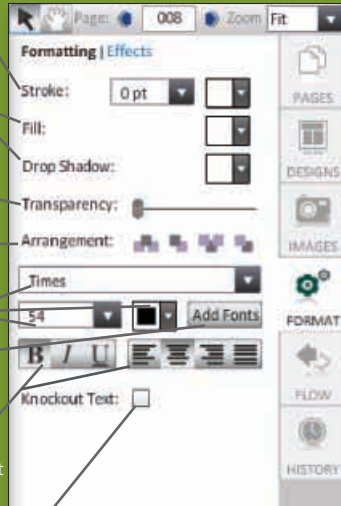 Page: 008 Zoom Fit
Formatting | Effects
Stroke: 0 pt
Fill:
Drop Shadow:
Transparency:
Arrangement:
Times
54 Add Fonts
B I U
Knockout Text:
PAGES
DESIGNS
IMAGES
FORMAT
FLOW
HISTORY
t